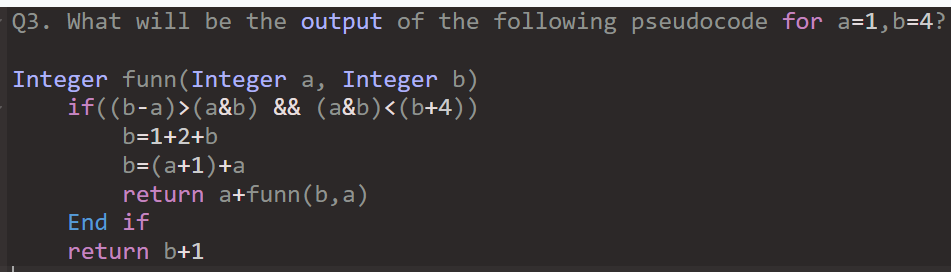 Q3. What will be the output of the following pseudocode for a=1,b=4?
Integer funn(Integer a, Integer b)
if((b-a)>(a&b) && (a&b)<(b+4))
b=1+2+b
b=(a+1)+a
return a+funn(b,a)
End if
return b+1